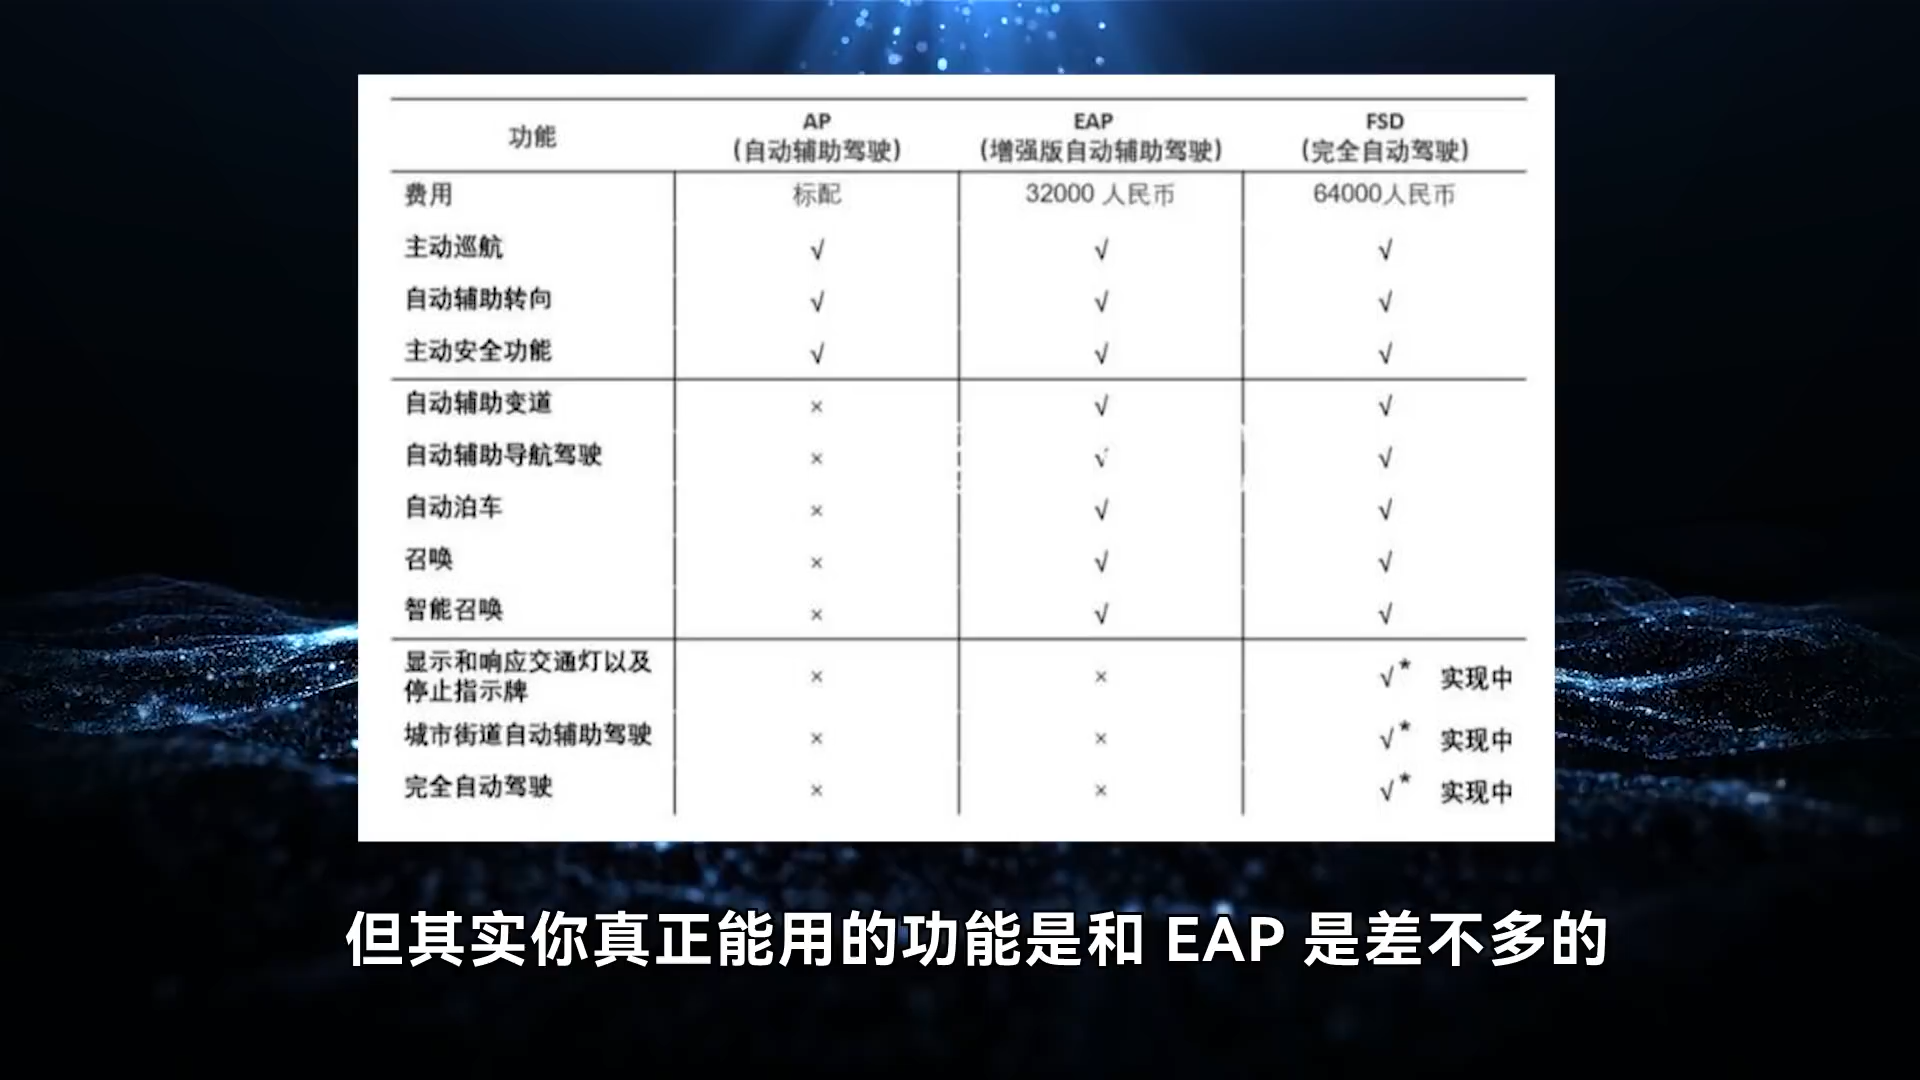 功能 AP EAP FSD
(自动辅助驾驶) (增强版自动辅助驾驶) (完全自动驾驶)
费用 标配 32000 人民币 64000人民币
主动巡航 √ √ √
自动辅助转向 √ √ √
主动安全功能 √ √ √
自动辅助变道 × √ √
自动辅助导航驾驶 × √ √
自动泊车 × √ √
召唤 × √ √
智能召唤 × √ √
显示和响应交通灯以及
停止指示牌 × × √* 实现中
城市街道自动辅助驾驶 × × √* 实现中
完全自动驾驶 × × √* 实现中
但其实你真正能用的功能是和 EAP 是差不多的